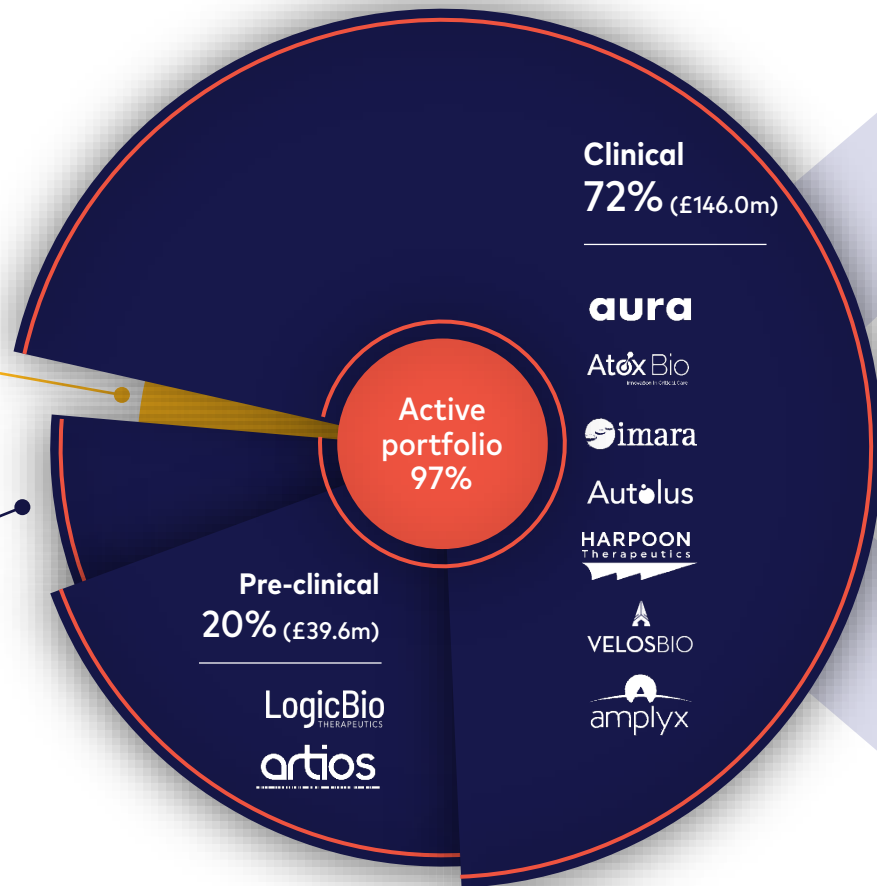 Clinical
72% (£146.0m)
aura
Atox Bio
Innovation in Critical Care
imara
Autolus
HARPOON
Therapeutics
VELOSBIO
amplyx
Active
portfolio
97%
Pre-clinical
20% (£39.6m)
LogicBio
THERAPEUTICS
artios